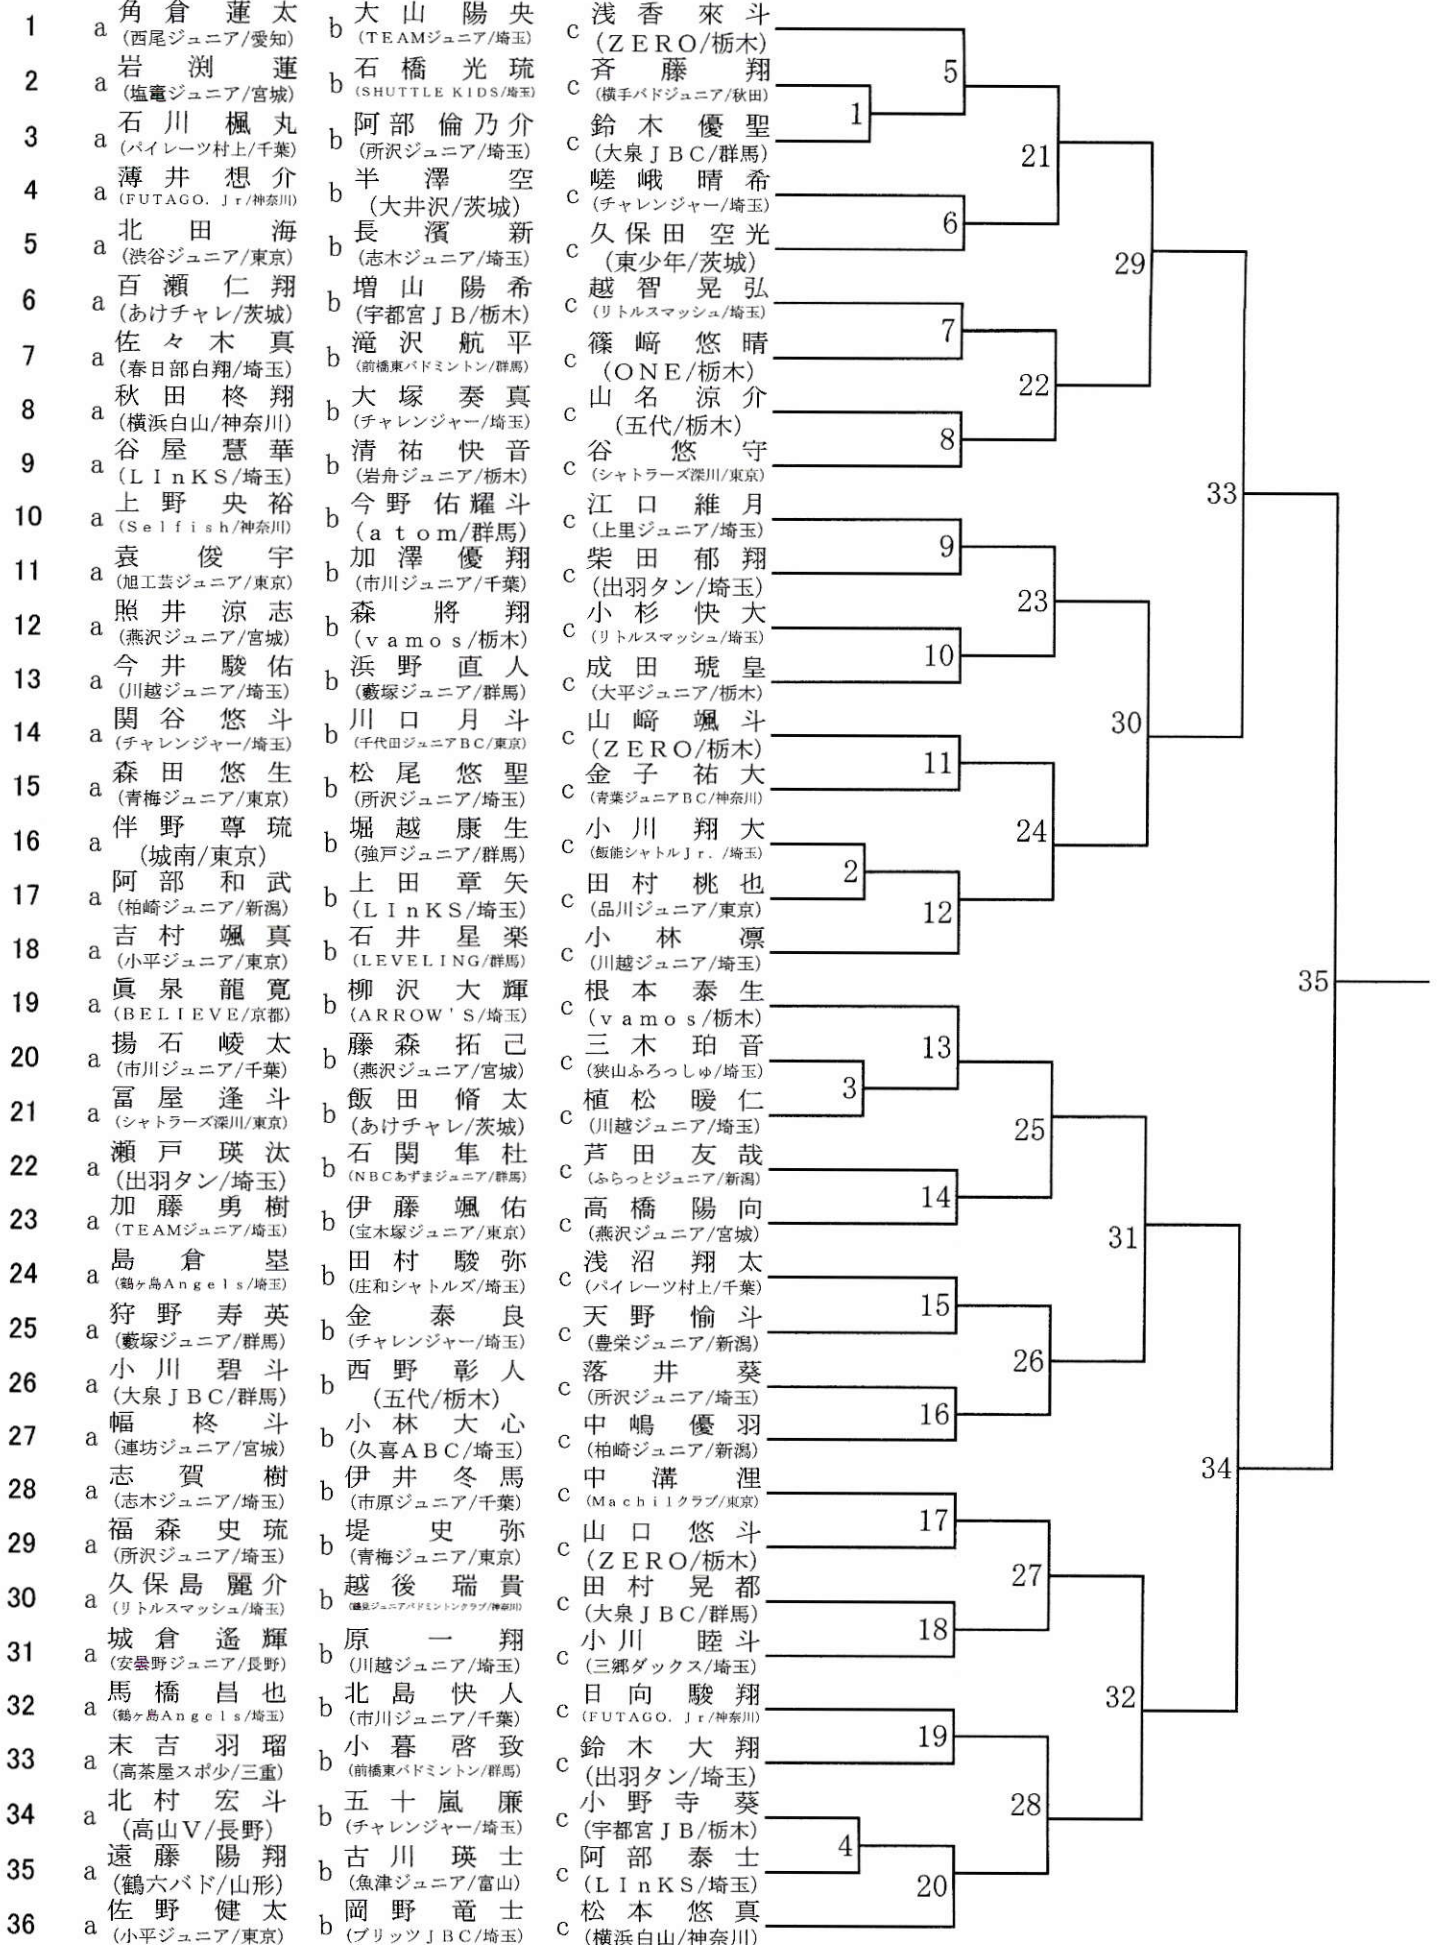 1 a 角倉蓮太 b 大山陽央 c 浅香來斗
(西尾ジュニア/愛知) (TEAMジュニア/埼玉) (ZERO/栃木)
2 a 岩渕蓮 b 石橋光琉 c 斉藤翔
(塩竈ジュニア/宮城) (SHUTTLE KIDS/埼玉) (横手バドジュニア/秋田)
3 a 石川楓丸 b 阿部倫乃介 c 鈴木優聖
(パイレーツ村上/千葉) (所沢ジュニア/埼玉) (大泉JBC/群馬)
4 a 薄井想介 b 半澤空 c 嵯峨晴希
(FUTAGO. Jr/神奈川) (大井沢/茨城) (チャレンジャー/埼玉)
5 a 北田海 b 長濱新 c 久保田空光
(渋谷ジュニア/東京) (志木ジュニア/埼玉) (東少年/茨城)
6 a 百瀬仁翔 b 増山陽希 c 越智晃弘
(あけチャレ/茨城) (宇都宮JB/栃木) (リトルスマッシュ/埼玉)
7 a 佐々木真 b 滝沢航平 c 篠﨑悠晴
(春日部白翔/埼玉) (前橋東バドミントン/群馬) (ONE/栃木)
8 a 秋田柊翔 b 大塚奏真 c 山名涼介
(横浜白山/神奈川) (チャレンジャー/埼玉) (五代/栃木)
9 a 谷屋慧華 b 清祐快音 c 谷悠守
(LInKS/埼玉) (岩舟ジュニア/栃木) (シャトラーズ深川/東京)
10 a 上野央裕 b 今野佑耀斗 c 江口維月
(Selfish/神奈川) (atom/群馬) (上里ジュニア/埼玉)
11 a 袁俊宇 b 加澤優翔 c 柴田郁翔
(旭工芸ジュニア/東京) (市川ジュニア/千葉) (出羽タン/埼玉)
12 a 照井涼志 b 森將翔 c 小杉快大
(燕沢ジュニア/宮城) (vamos/栃木) (リトルスマッシュ/埼玉)
13 a 今井駿佑 b 浜野直人 c 成田琥皇
(川越ジュニア/埼玉) (藪塚ジュニア/群馬) (大平ジュニア/栃木)
14 a 関谷悠斗 b 川口月斗 c 山﨑颯斗
(チャレンジャー/埼玉) (千代田ジュニアBC/東京) (ZERO/栃木)
15 a 森田悠生 b 松尾悠聖 c 金子祐大
(青梅ジュニア/東京) (所沢ジュニア/埼玉) (青葉ジュニアBC/神奈川)
16 a 伴野尊琉 b 堀越康生 c 小川翔大
(城南/東京) (強戸ジュニア/群馬) (飯能シャトルJr./埼玉)
17 a 阿部和武 b 上田章矢 c 田村桃也
(柏崎ジュニア/新潟) (LInKS/埼玉) (品川ジュニア/東京)
18 a 吉村颯真 b 石井星楽 c 小林凛
(小平ジュニア/東京) (LEVELING/群馬) (川越ジュニア/埼玉)
19 a 眞泉龍寛 b 柳沢大輝 c 根本泰生
(BELIEVE/京都) (ARROW'S/埼玉) (vamos/栃木)
20 a 揚石崚太 b 藤森拓己 c 三木珀音
(市川ジュニア/千葉) (燕沢ジュニア/宮城) (狭山ふろっしゅ/埼玉)
21 a 冨屋逢斗 b 飯田脩太 c 植松暖仁
(シャトラーズ深川/東京) (あけチャレ/茨城) (川越ジュニア/埼玉)
22 a 瀬戸瑛汰 b 石関隼杜 c 芦田友哉
(出羽タン/埼玉) (NBCあずまジュニア/群馬) (ふらっとジュニア/新潟)
23 a 加藤勇樹 b 伊藤颯佑 c 高橋陽向
(TEAMジュニア/埼玉) (宝木塚ジュニア/東京) (燕沢ジュニア/宮城)
24 a 島倉塁 b 田村駿弥 c 浅沼翔太
(鶴ヶ島Angels/埼玉) (庄和シャトルズ/埼玉) (パイレーツ村上/千葉)
25 a 狩野寿英 b 金泰良 c 天野愉斗
(藪塚ジュニア/群馬) (チャレンジャー/埼玉) (豊栄ジュニア/新潟)
26 a 小川碧斗 b 西野彰人 c 落井葵
(大泉JBC/群馬) (五代/栃木) (所沢ジュニア/埼玉)
27 a 幅柊斗 b 小林大心 c 中嶋優羽
(連坊ジュニア/宮城) (久喜ABC/埼玉) (柏崎ジュニア/新潟)
28 a 志賀樹 b 伊井冬馬 c 中溝浬
(志木ジュニア/埼玉) (市原ジュニア/千葉) (Machi1クラブ/東京)
29 a 福森史琉 b 堤史弥 c 山口悠斗
(所沢ジュニア/埼玉) (青梅ジュニア/東京) (ZERO/栃木)
30 a 久保島麗介 b 越後瑞貴 c 田村晃都
(リトルスマッシュ/埼玉) (鶴見ジュニアバドミントンクラブ/神奈川) (大泉JBC/群馬)
31 a 城倉遙輝 b 原一翔 c 小川睦斗
(安曇野ジュニア/長野) (川越ジュニア/埼玉) (三郷ダックス/埼玉)
32 a 馬橋昌也 b 北島快人 c 日向駿翔
(鶴ヶ島Angels/埼玉) (市川ジュニア/千葉) (FUTAGO. Jr/神奈川)
33 a 末吉羽瑠 b 小暮啓致 c 鈴木大翔
(高茶屋スポ少/三重) (前橋東バドミントン/群馬) (出羽タン/埼玉)
34 a 北村宏斗 b 五十嵐廉 c 小野寺葵
(高山V/長野) (チャレンジャー/埼玉) (宇都宮JB/栃木)
35 a 遠藤陽翔 b 古川瑛士 c 阿部泰士
(鶴六バド/山形) (魚津ジュニア/富山) (LInKS/埼玉)
36 a 佐野健太 b 岡野竜士 c 松本悠真
(小平ジュニア/東京) (ブリッツJBC/埼玉) (横浜白山/神奈川)
1
2
3
4
5
6
7
8
9
10
11
12
13
14
15
16
17
18
19
20
21
22
23
24
25
26
27
28
29
30
31
32
33
34
35